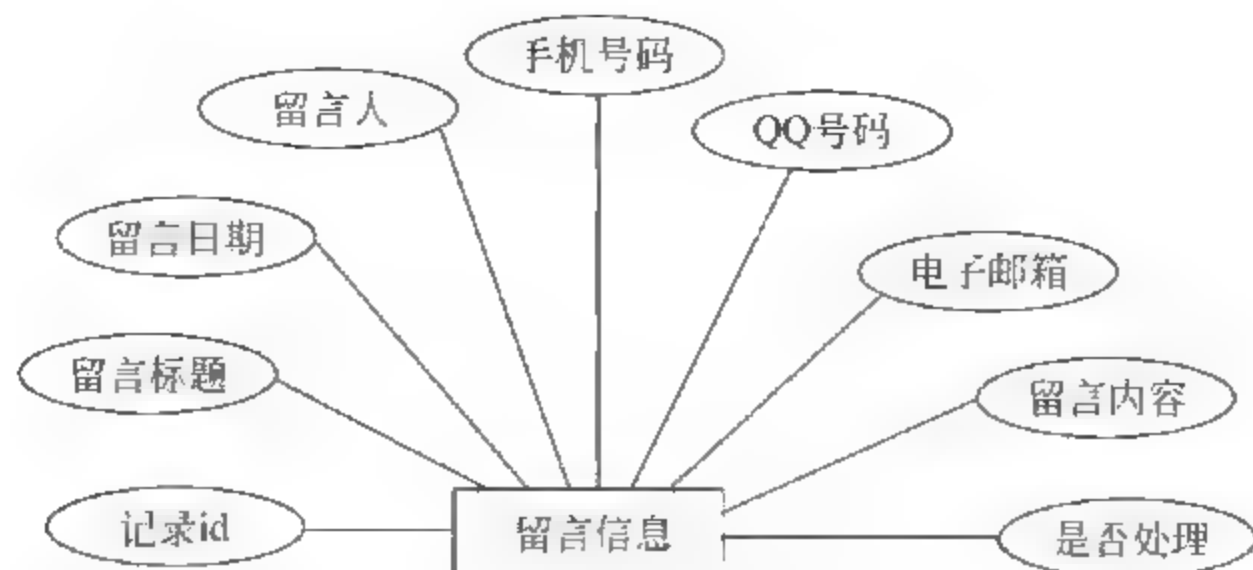 手机号码
留言人
QQ号码
留言日期
电子邮箱
留言标题
留言内容
记录id
留言信息
是否处理